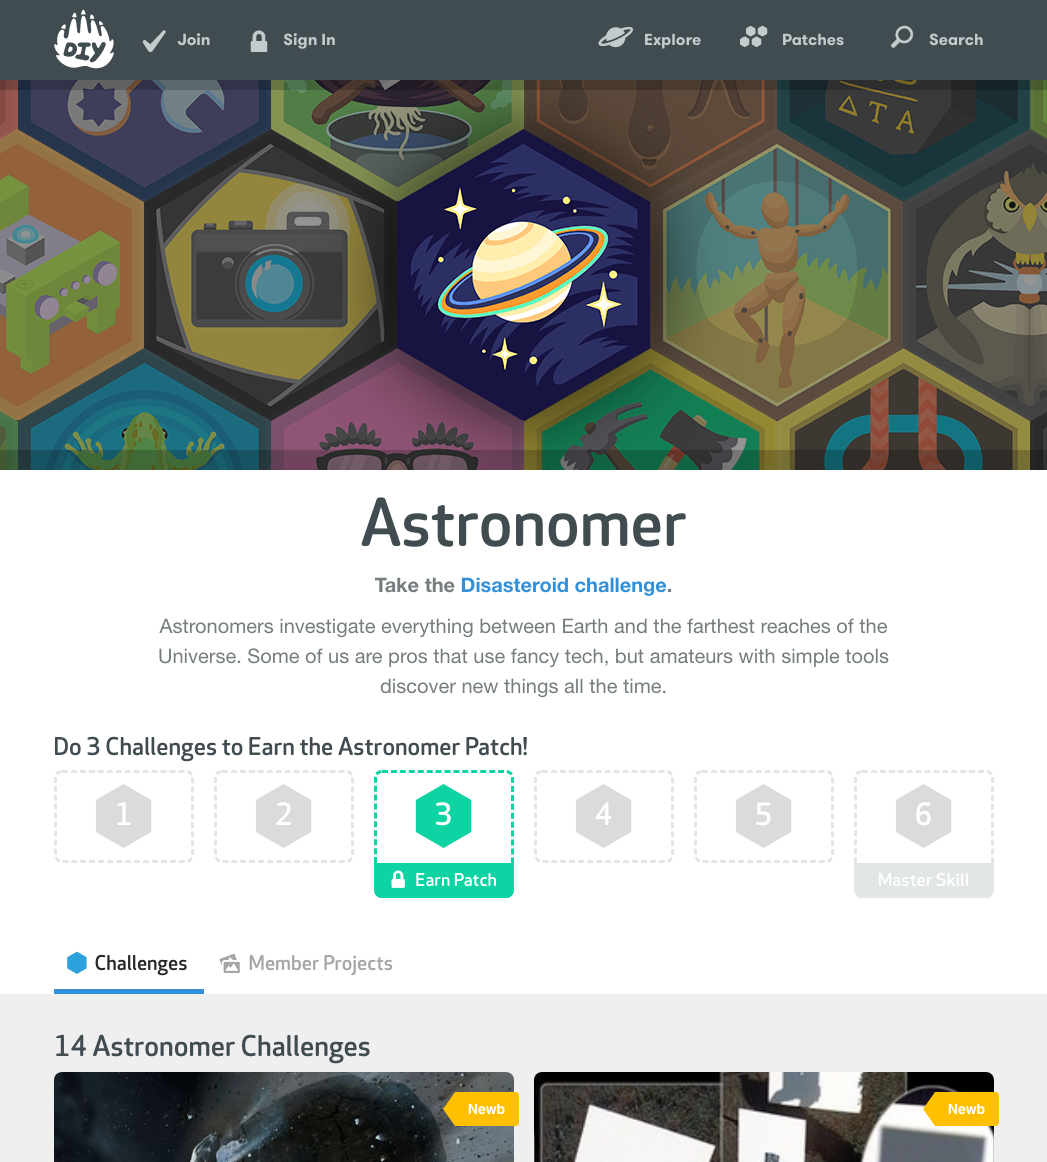 DIY
Join
Sign In
Explore
Patches
Search
ΔTA
Astronomer
Take the Disasteroid challenge.
Astronomers investigate everything between Earth and the farthest reaches of the
Universe. Some of us are pros that use fancy tech, but amateurs with simple tools
discover new things all the time.
Do 3 Challenges to Earn the Astronomer Patch!
1
2
3
4
5
6
Earn Patch
Master Skill
Challenges
Member Projects
14 Astronomer Challenges
Newb
Newb